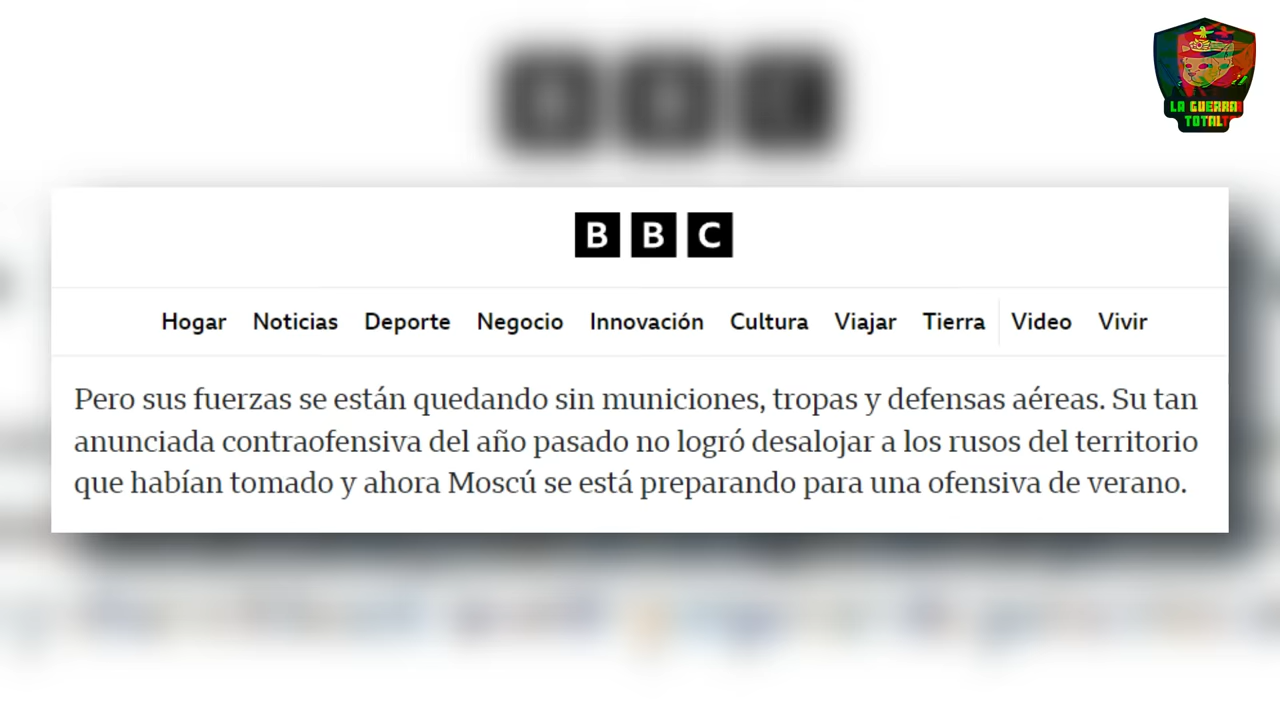 LA GUERRA
TOTAL
BBC
Hogar Noticias Deporte Negocio Innovación Cultura Viajar Tierra Video Vivir
Pero sus fuerzas se están quedando sin municiones, tropas y defensas aéreas. Su tan
anunciada contraofensiva del año pasado no logró desalojar a los rusos del territorio
que habían tomado y ahora Moscú se está preparando para una ofensiva de verano.